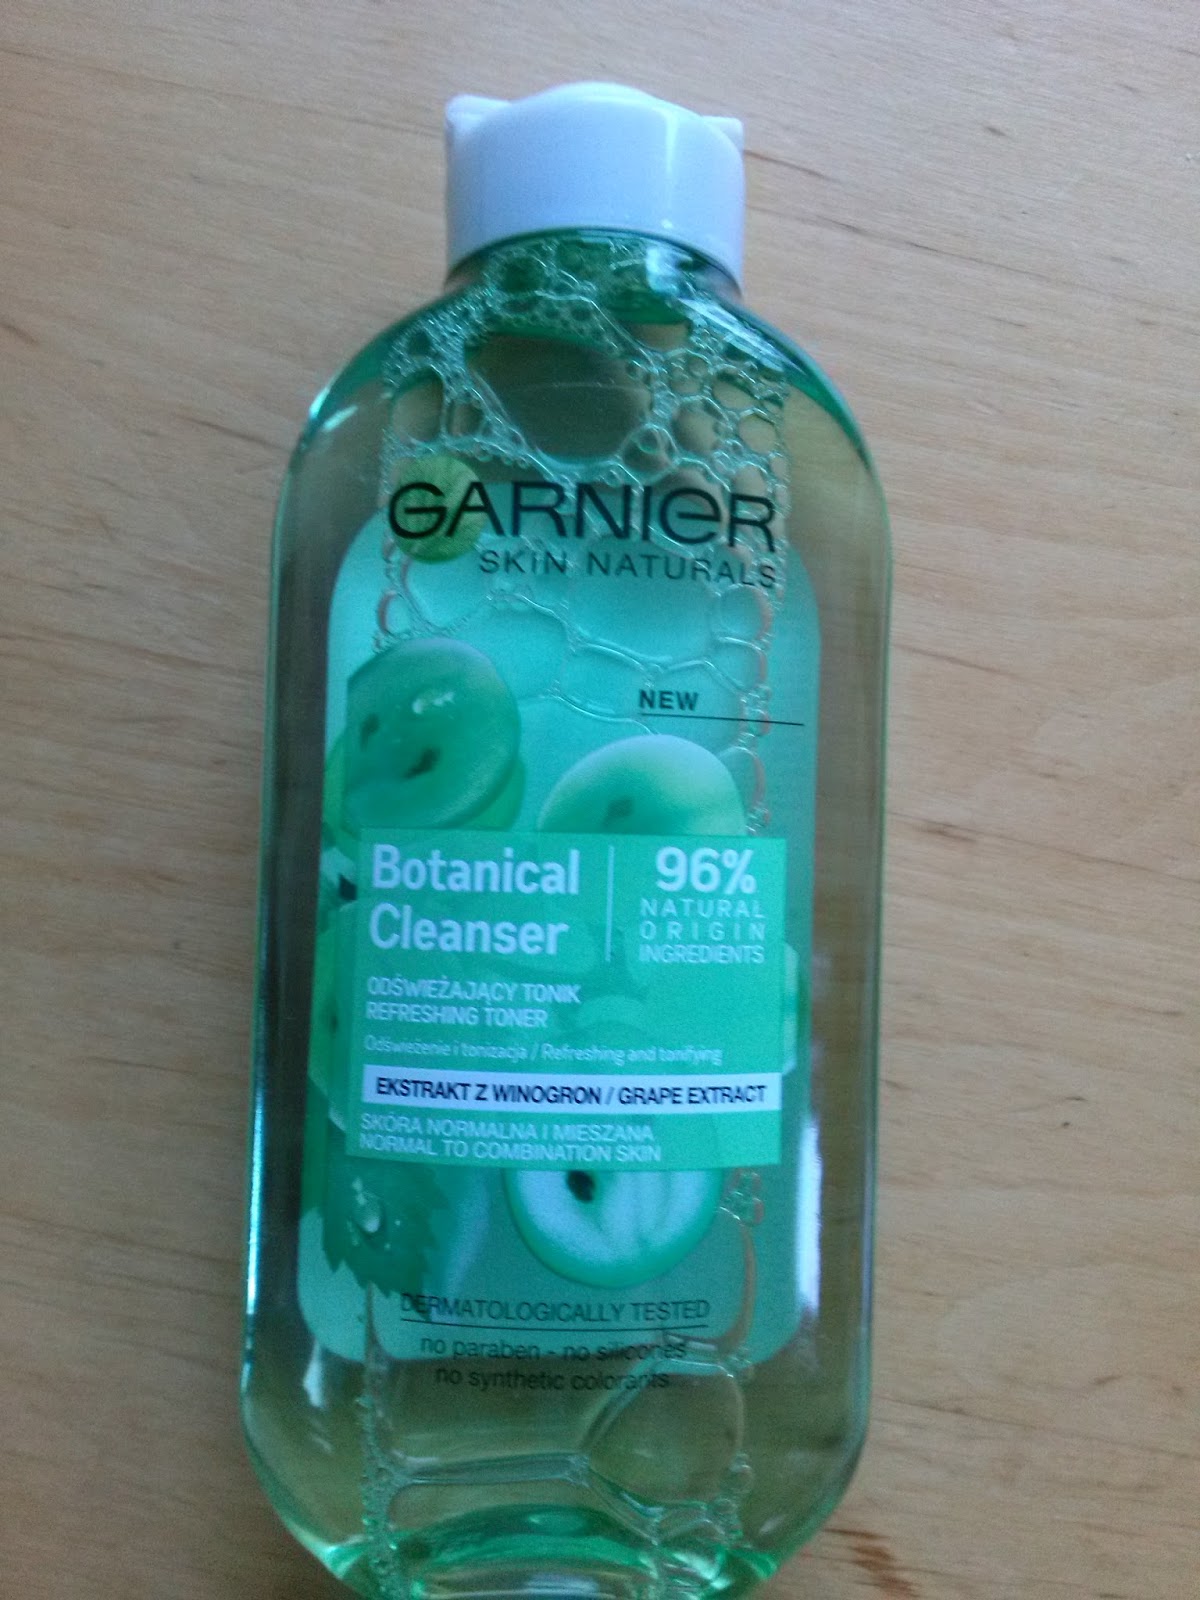 GARNIER
SKIN NATURALS
NEW
Botanical
Cleanser
96%
NATURAL
ORIGIN
INGREDIENTS
ODŚWIEŻAJĄCY TONIK
REFRESHING TONER
Odświeżenie i tonizacja / Refreshing and tonifying
EKSTRAKT Z WINOGRON / GRAPE EXTRACT
SKÓRA NORMALNA I MIESZANA
NORMAL TO COMBINATION SKIN
DERMATOLOGICALLY TESTED
no paraben - no silicones
no synthetic colorants